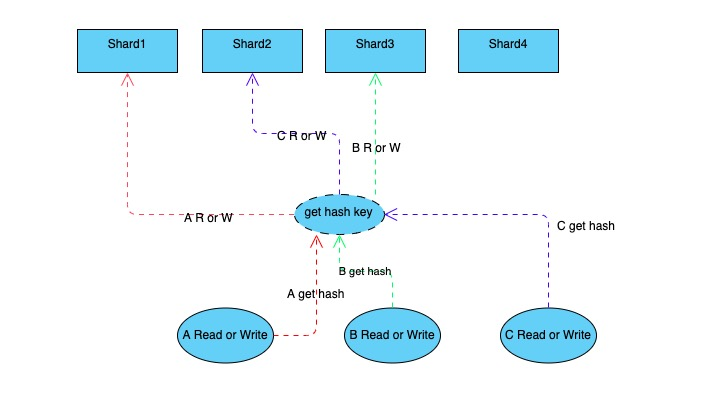 Shard1
Shard2
Shard3
Shard4
C R or W
B R or W
get hash key
A R or W
C get hash
B get hash
A get hash
A Read or Write
B Read or Write
C Read or Write